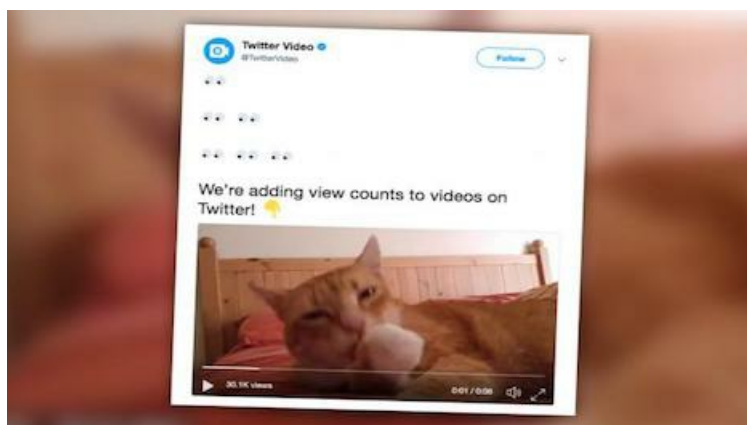 Twitter Video
@TwitterVideo
Follow
👀
👀 👀
👀 👀 👀
We're adding view counts to videos on
Twitter! 👇
30.1K views
0:01 / 0:06